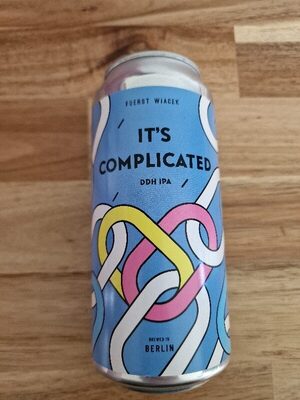 FUERST WIACEK
IT'S
COMPLICATED
DDH IPA
BREWED IN
BERLIN